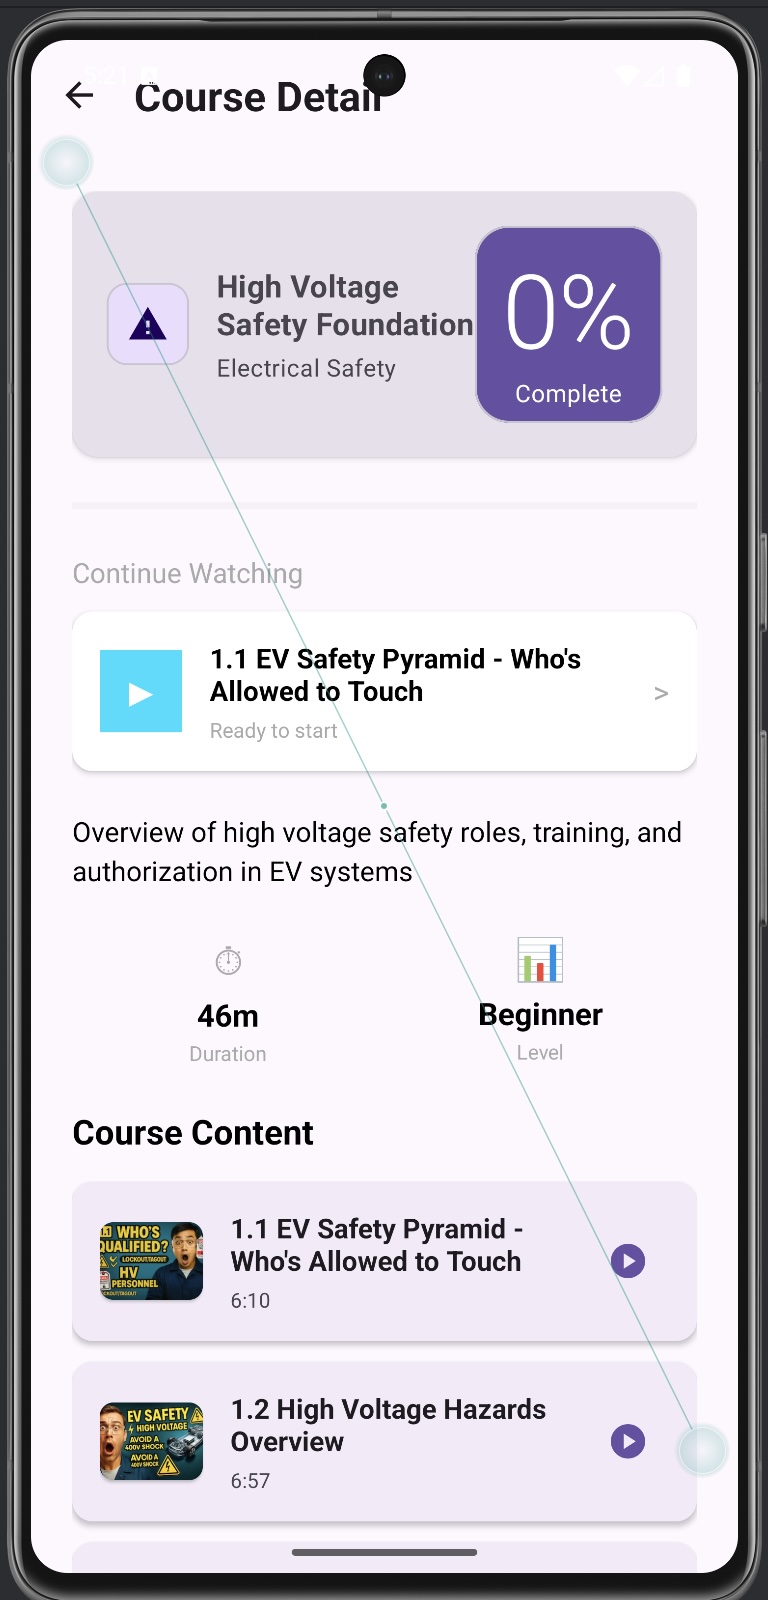 5:21
Course Detail
High Voltage
Safety Foundation
Electrical Safety
0%
Complete
Continue Watching
1.1 EV Safety Pyramid - Who's
Allowed to Touch
Ready to start
>
Overview of high voltage safety roles, training, and
authorization in EV systems
46m
Duration
Beginner
Level
Course Content
1.1 EV Safety Pyramid -
Who's Allowed to Touch
6:10
1.1 WHO'S
QUALIFIED?
LOCKOUT/TAGOUT
HV
PERSONNEL
1.2 High Voltage Hazards
Overview
6:57
EV SAFETY
HIGH VOLTAGE
AVOID A
400V SHOCK
AVOID A
400V SHOCK